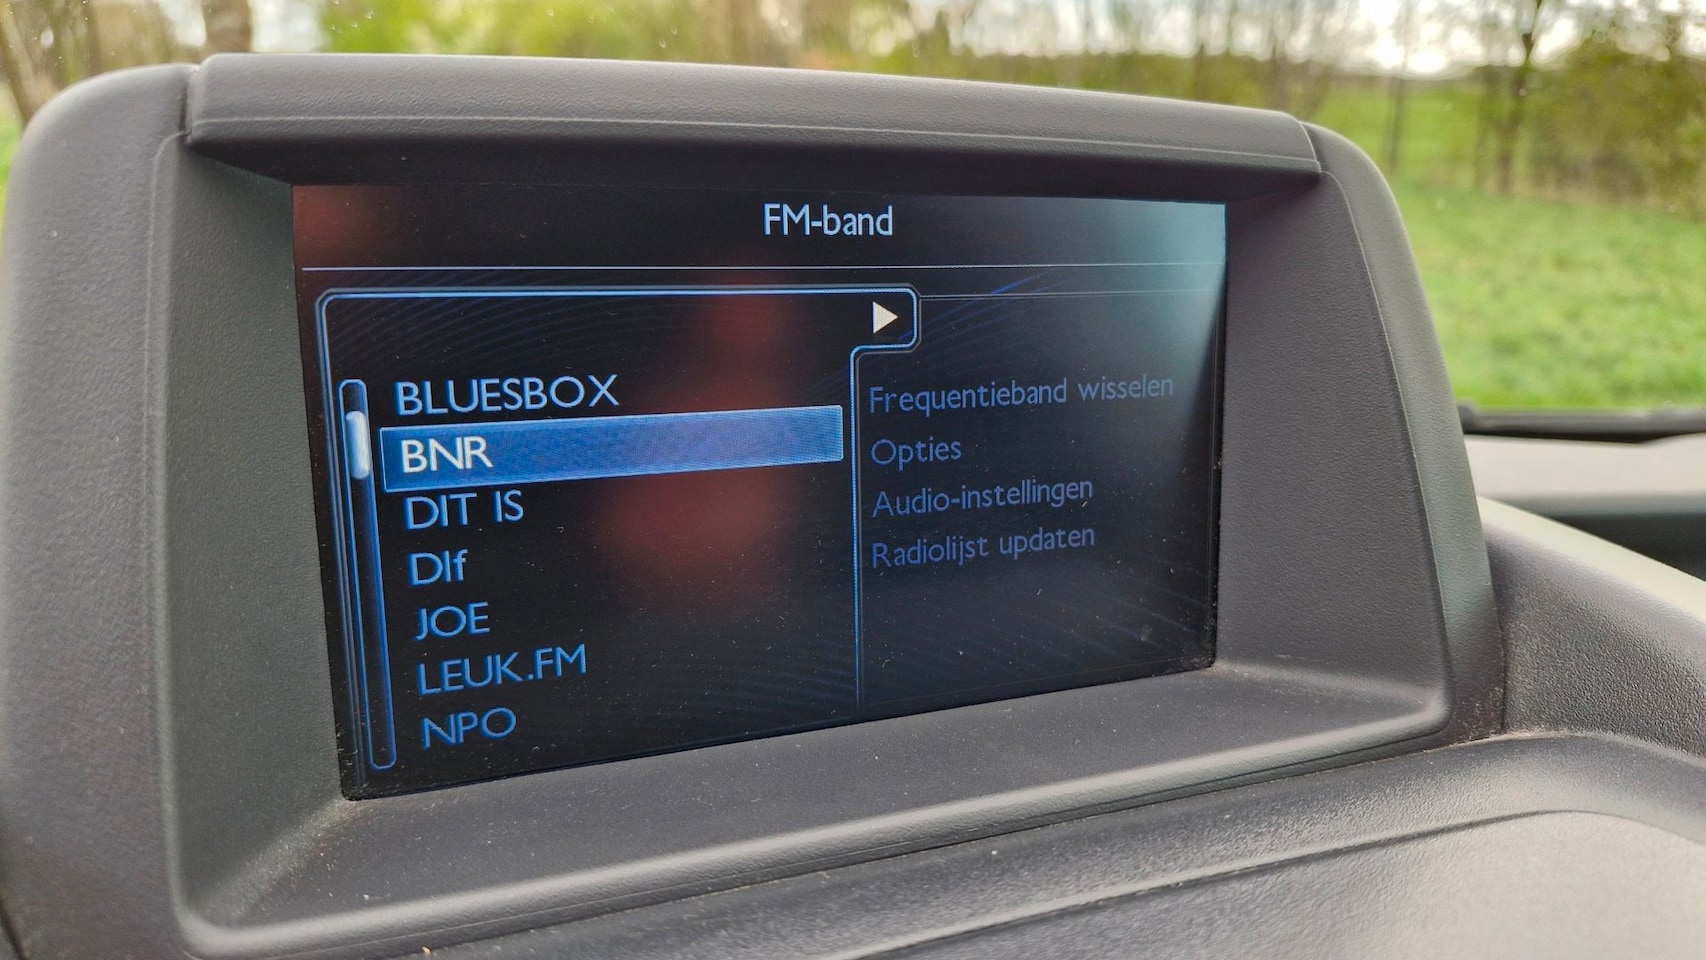 FM-band
BLUESBOX
BNR
DIT IS
Dlf
JOE
LEUK.FM
NPO
Frequentieband wisselen
Opties
Audio-instellingen
Radiolijst updaten